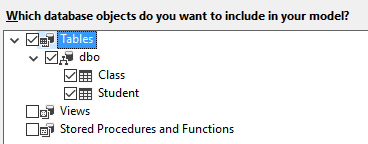 Which database objects do you want to include in your model?
Tables
dbo
Class
Student
Views
Stored Procedures and Functions